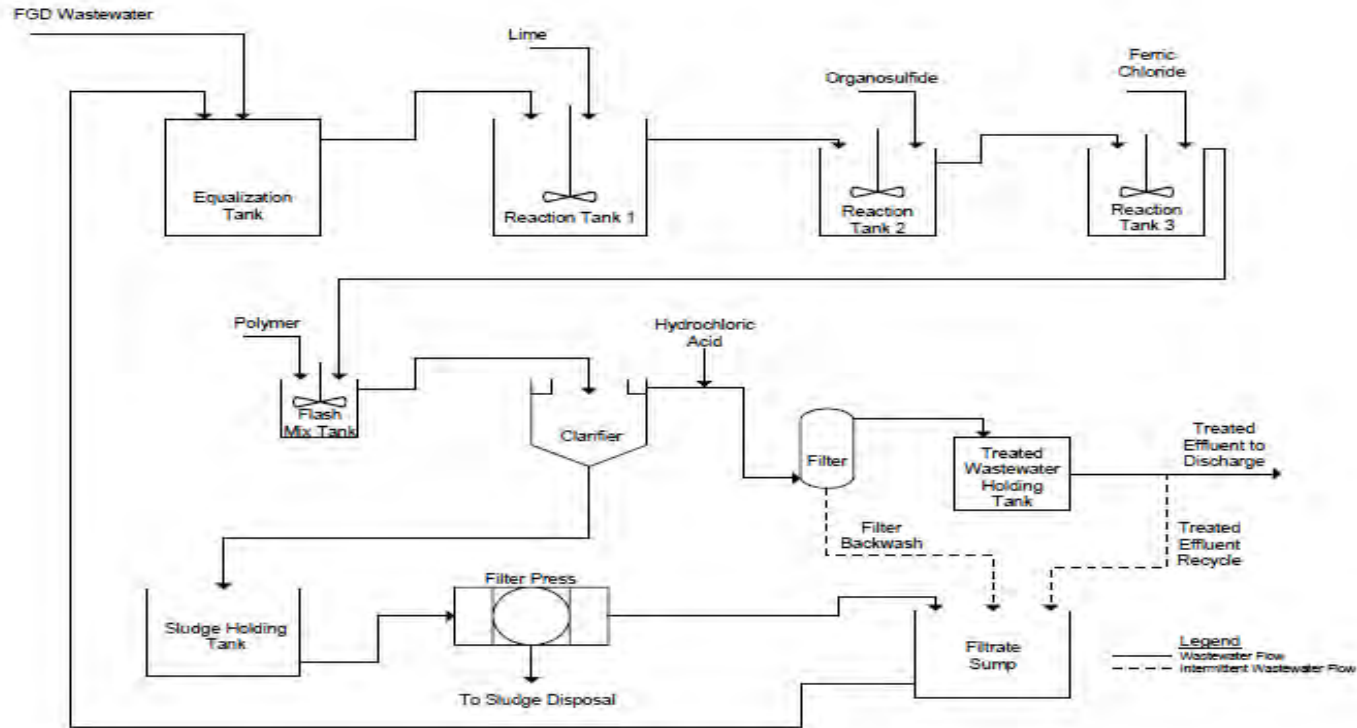 FGD Wastewater
Lime
Organosulfide
Ferric
Chloride
Equalization
Tank
Reaction Tank 1
Reaction
Tank 2
Reaction
Tank 3
Polymer
Hydrochloric
Acid
Flash
Mix Tank
Clarifier
Filter
Treated
Wastewater
Holding
Tank
Treated
Effluent to
Discharge
Filter
Backwash
Treated
Effluent
Recycle
Sludge Holding
Tank
Filter Press
To Sludge Disposal
Filtrate
Sump
Legend
Wastewater Flow
Intermittent Wastewater Flow